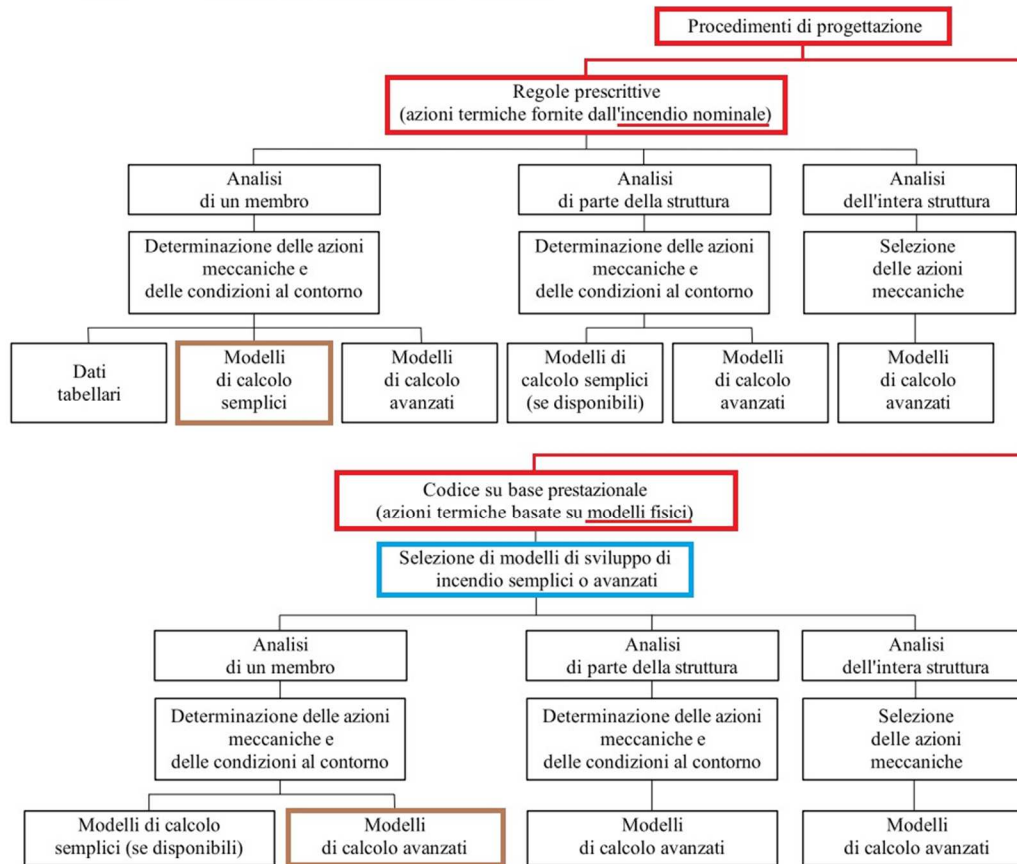 Procedimenti di progettazione
Regole prescrittive
(azioni termiche fornite dall'incendio nominale)
Analisi
di un membro
Analisi
di parte della struttura
Analisi
dell'intera struttura
Determinazione delle azioni
meccaniche e
delle condizioni al contorno
Determinazione delle azioni
meccaniche e
delle condizioni al contorno
Selezione
delle azioni
meccaniche
Dati
tabellari
Modelli
di calcolo
semplici
Modelli
di calcolo
avanzati
Modelli di
calcolo semplici
(se disponibili)
Modelli
di calcolo
avanzati
Modelli
di calcolo
avanzati
Codice su base prestazionale
(azioni termiche basate su modelli fisici)
Selezione di modelli di sviluppo di
incendio semplici o avanzati
Analisi
di un membro
Analisi
di parte della struttura
Analisi
dell'intera struttura
Determinazione delle azioni
meccaniche e
delle condizioni al contorno
Determinazione delle azioni
meccaniche e
delle condizioni al contorno
Selezione
delle azioni
meccaniche
Modelli di calcolo
semplici (se disponibili)
Modelli
di calcolo avanzati
Modelli
di calcolo avanzati
Modelli
di calcolo avanzati